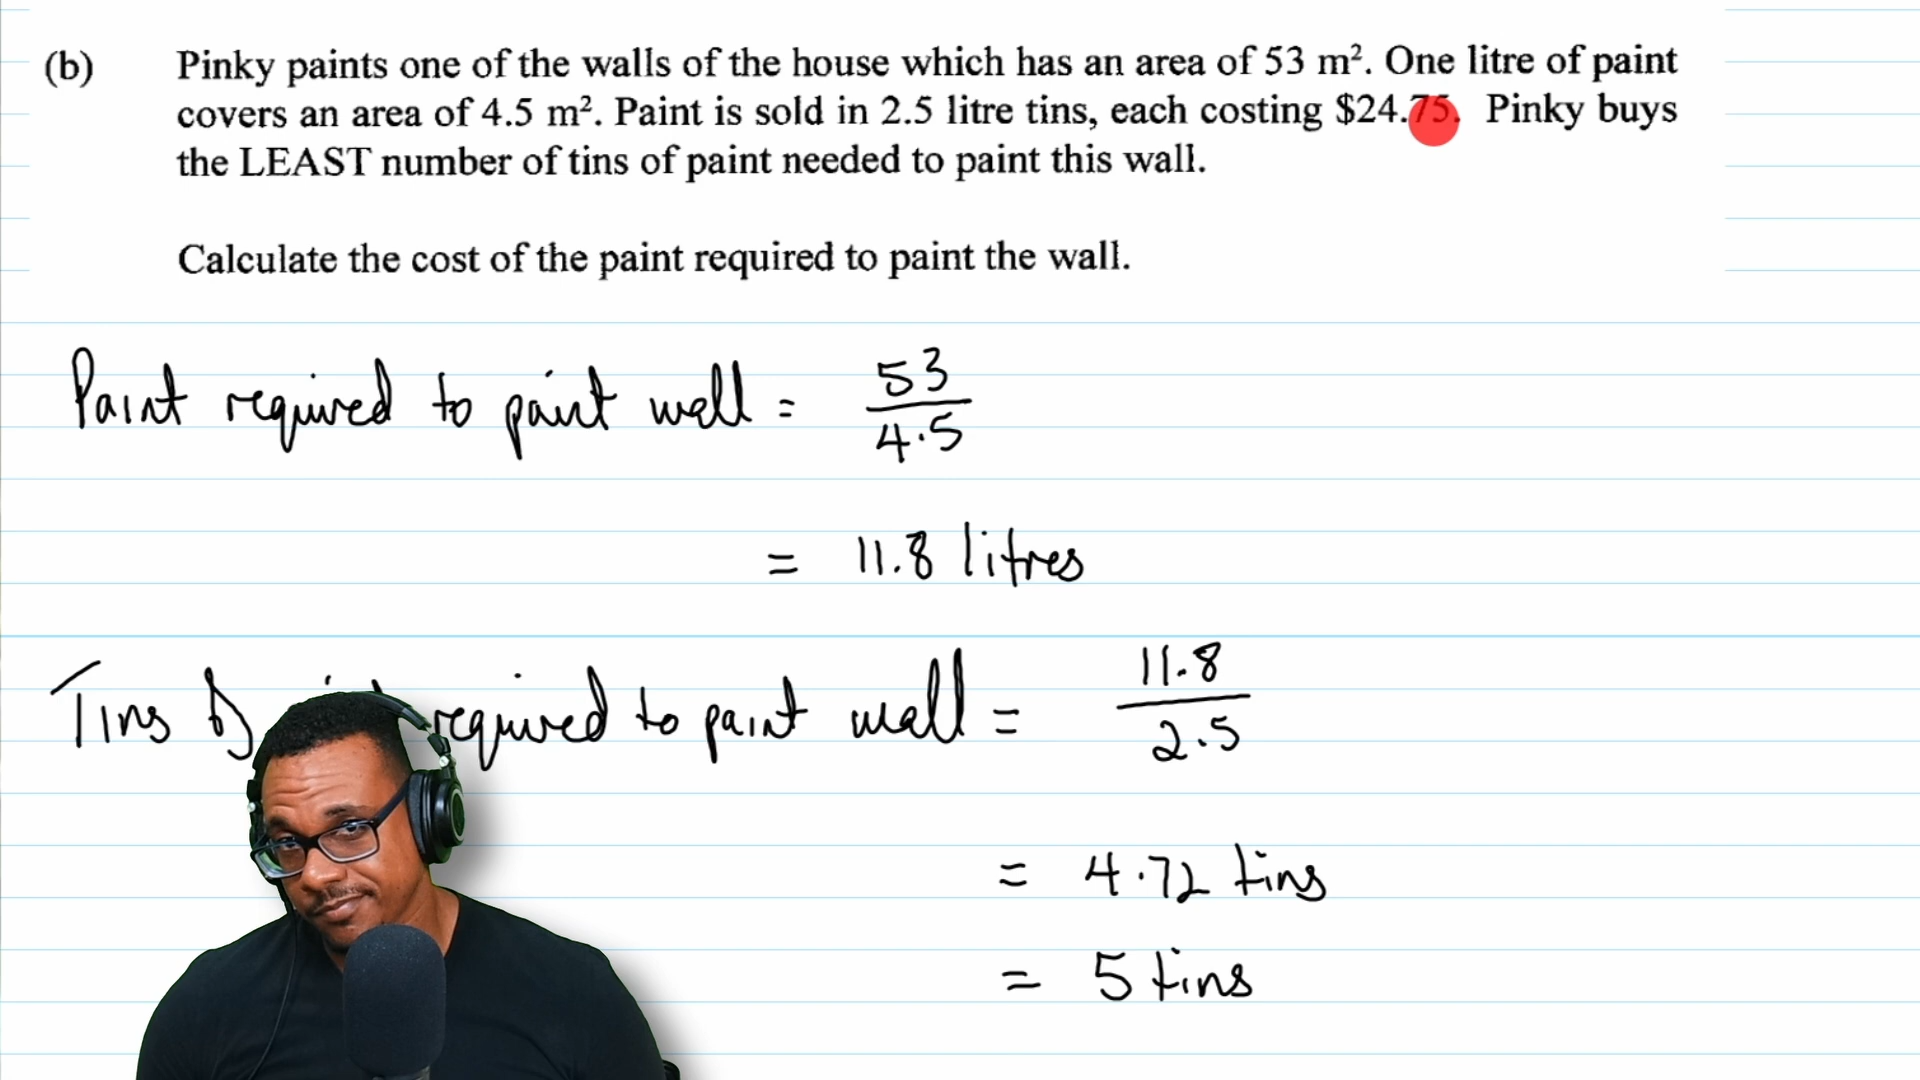 (b) Pinky paints one of the walls of the house which has an area of 53 m². One litre of paint
covers an area of 4.5 m². Paint is sold in 2.5 litre tins, each costing $24.75. Pinky buys
the LEAST number of tins of paint needed to paint this wall.
Calculate the cost of the paint required to paint the wall.
Paint required to paint wall = 53/4.5
= 11.8 litres
Tins of required to paint wall = 11.8/2.5
= 4.72 tins
= 5 tins